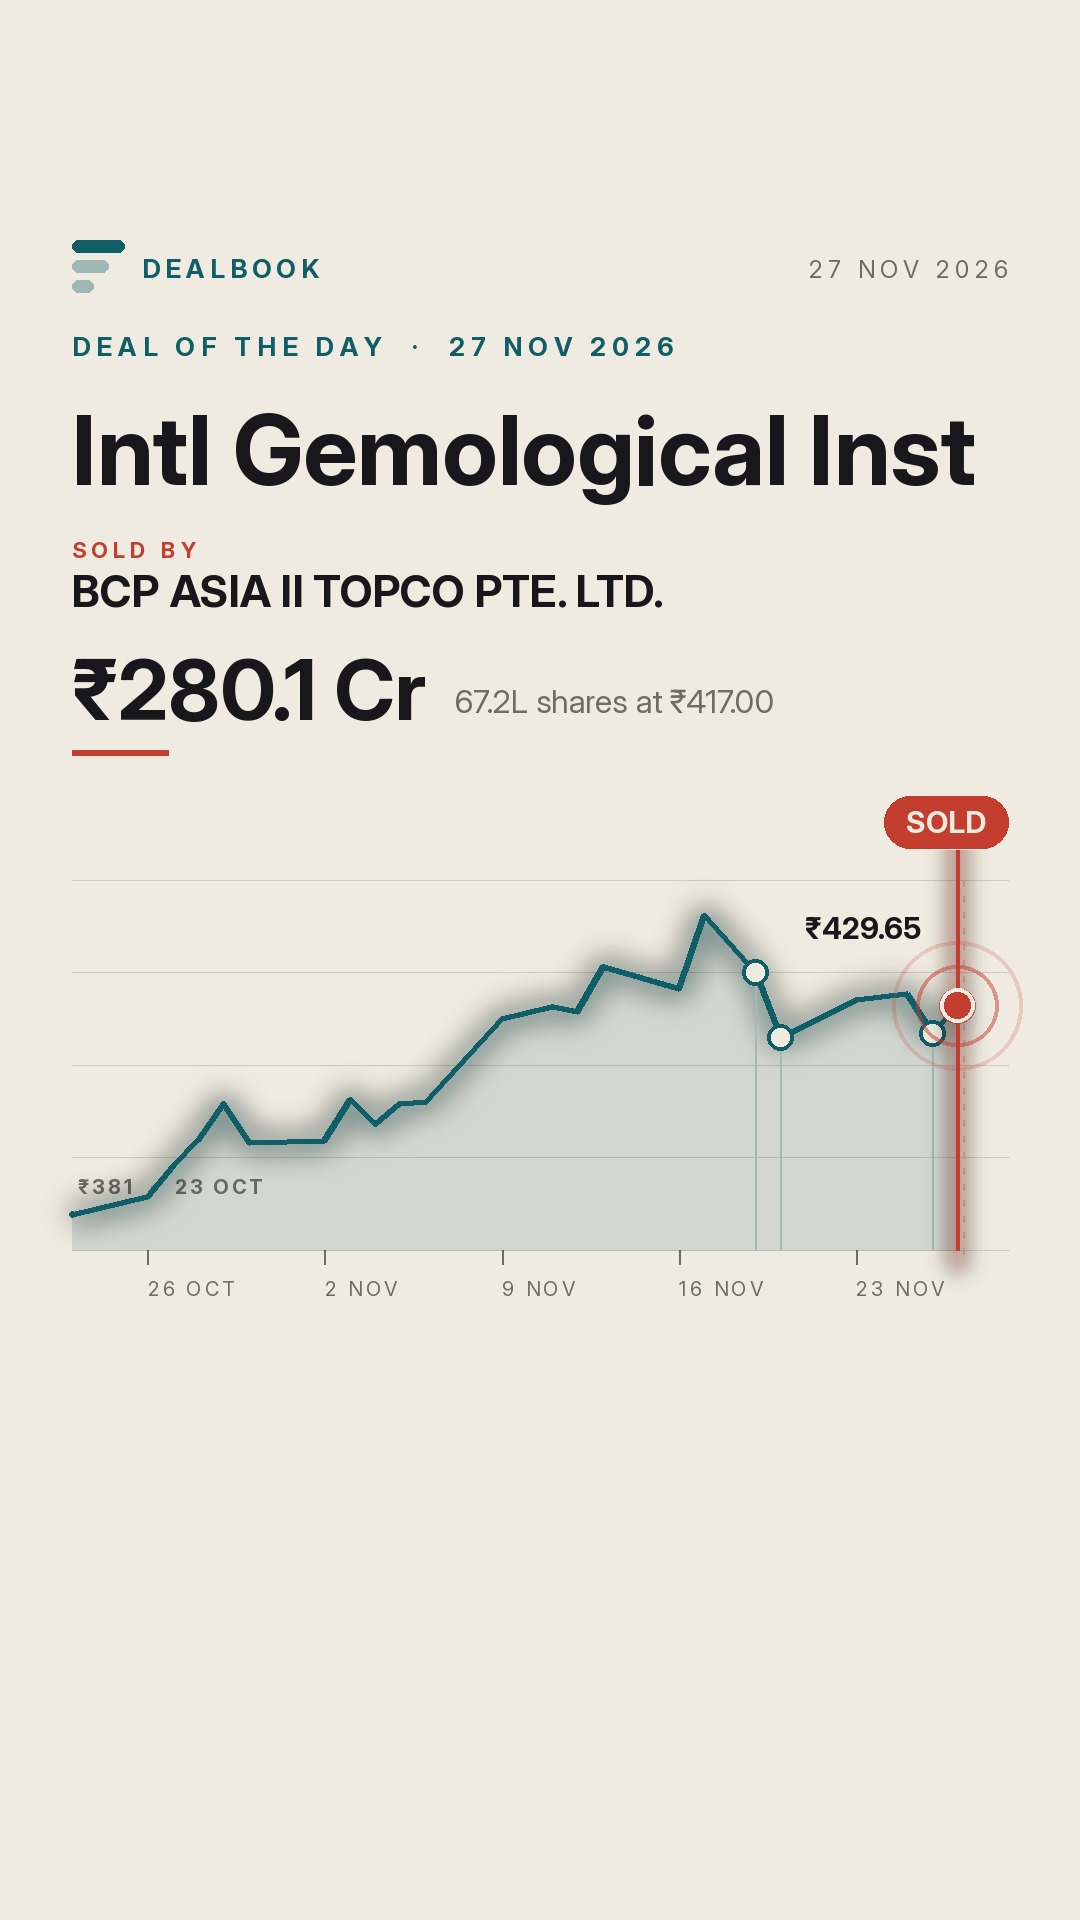 DEALBOOK
27 NOV 2026
DEAL OF THE DAY · 27 NOV 2026
Intl Gemological Inst
SOLD BY
BCP ASIA II TOPCO PTE. LTD.
₹280.1 Cr 67.2L shares at ₹417.00
SOLD
₹429.65
₹381 23 OCT
26 OCT 2 NOV 9 NOV 16 NOV 23 NOV